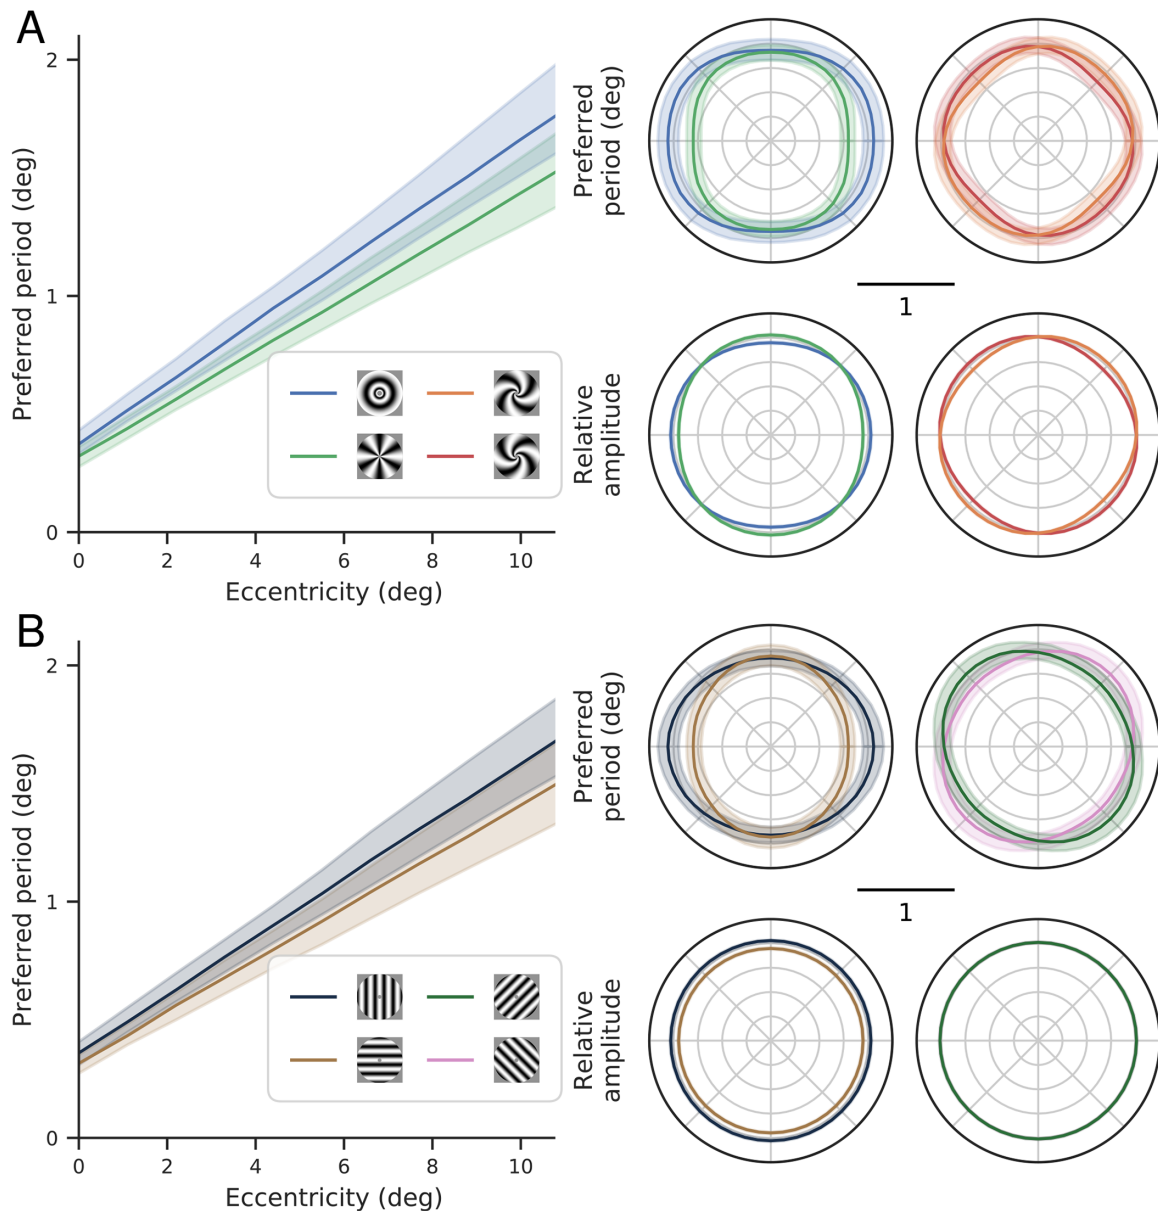 A
2
1
0
Preferred period (deg)
0 2 4 6 8 10
Eccentricity (deg)
Preferred
period (deg)
1
Relative
amplitude
B
2
1
0
Preferred period (deg)
0 2 4 6 8 10
Eccentricity (deg)
Preferred
period (deg)
1
Relative
amplitude